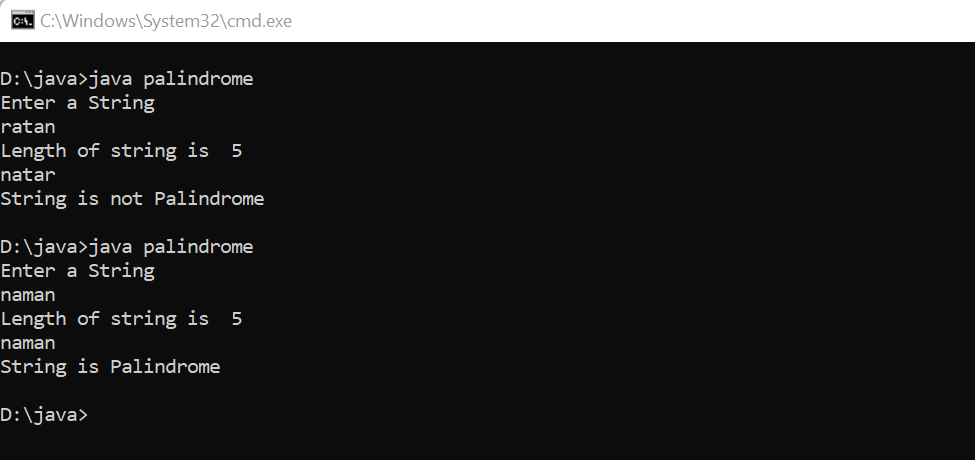 C:\Windows\System32\cmd.exe
D:\java>java palindrome
Enter a String
ratan
Length of string is  5
natar
String is not Palindrome
D:\java>java palindrome
Enter a String
naman
Length of string is  5
naman
String is Palindrome
D:\java>